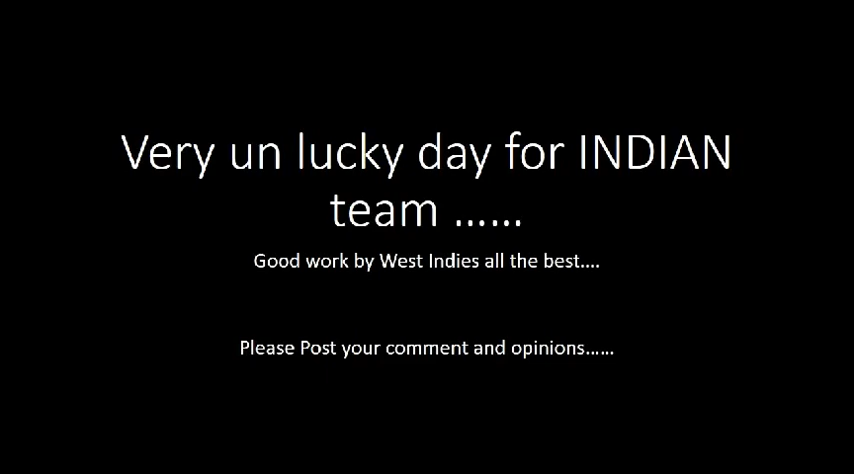 Very un lucky day for INDIAN
team ......
Good work by West Indies all the best....
Please Post your comment and opinions......